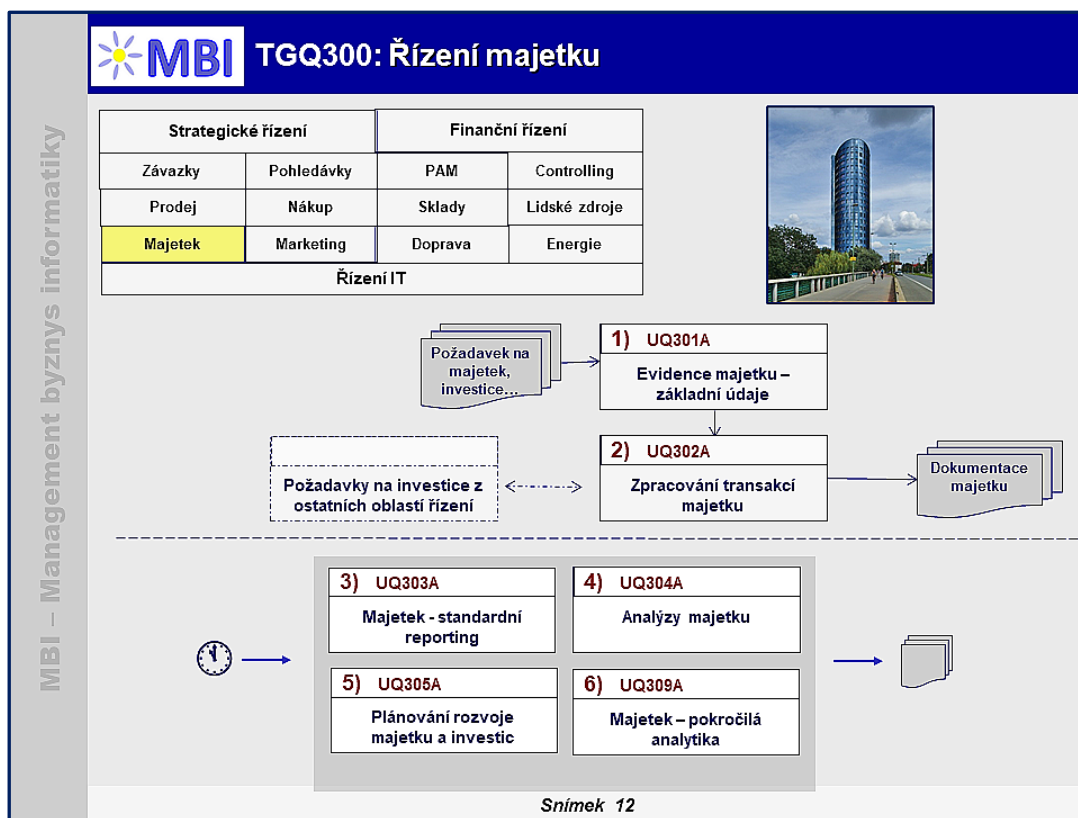 MBI
TGQ300: Řízení majetku
MBI – Management byznys informatiky
Strategické řízení
Finanční řízení
Závazky
Pohledávky
PAM
Controlling
Prodej
Nákup
Sklady
Lidské zdroje
Majetek
Marketing
Doprava
Energie
Řízení IT
Požadavek na
majetek,
investice…
1) UQ301A
Evidence majetku –
základní údaje
2) UQ302A
Zpracování transakcí
majetku
Požadavky na investice z
ostatních oblastí řízení
Dokumentace
majetku
3) UQ303A
Majetek - standardní
reporting
4) UQ304A
Analýzy majetku
5) UQ305A
Plánování rozvoje
majetku a investic
6) UQ309A
Majetek – pokročilá
analytika
Snímek 12